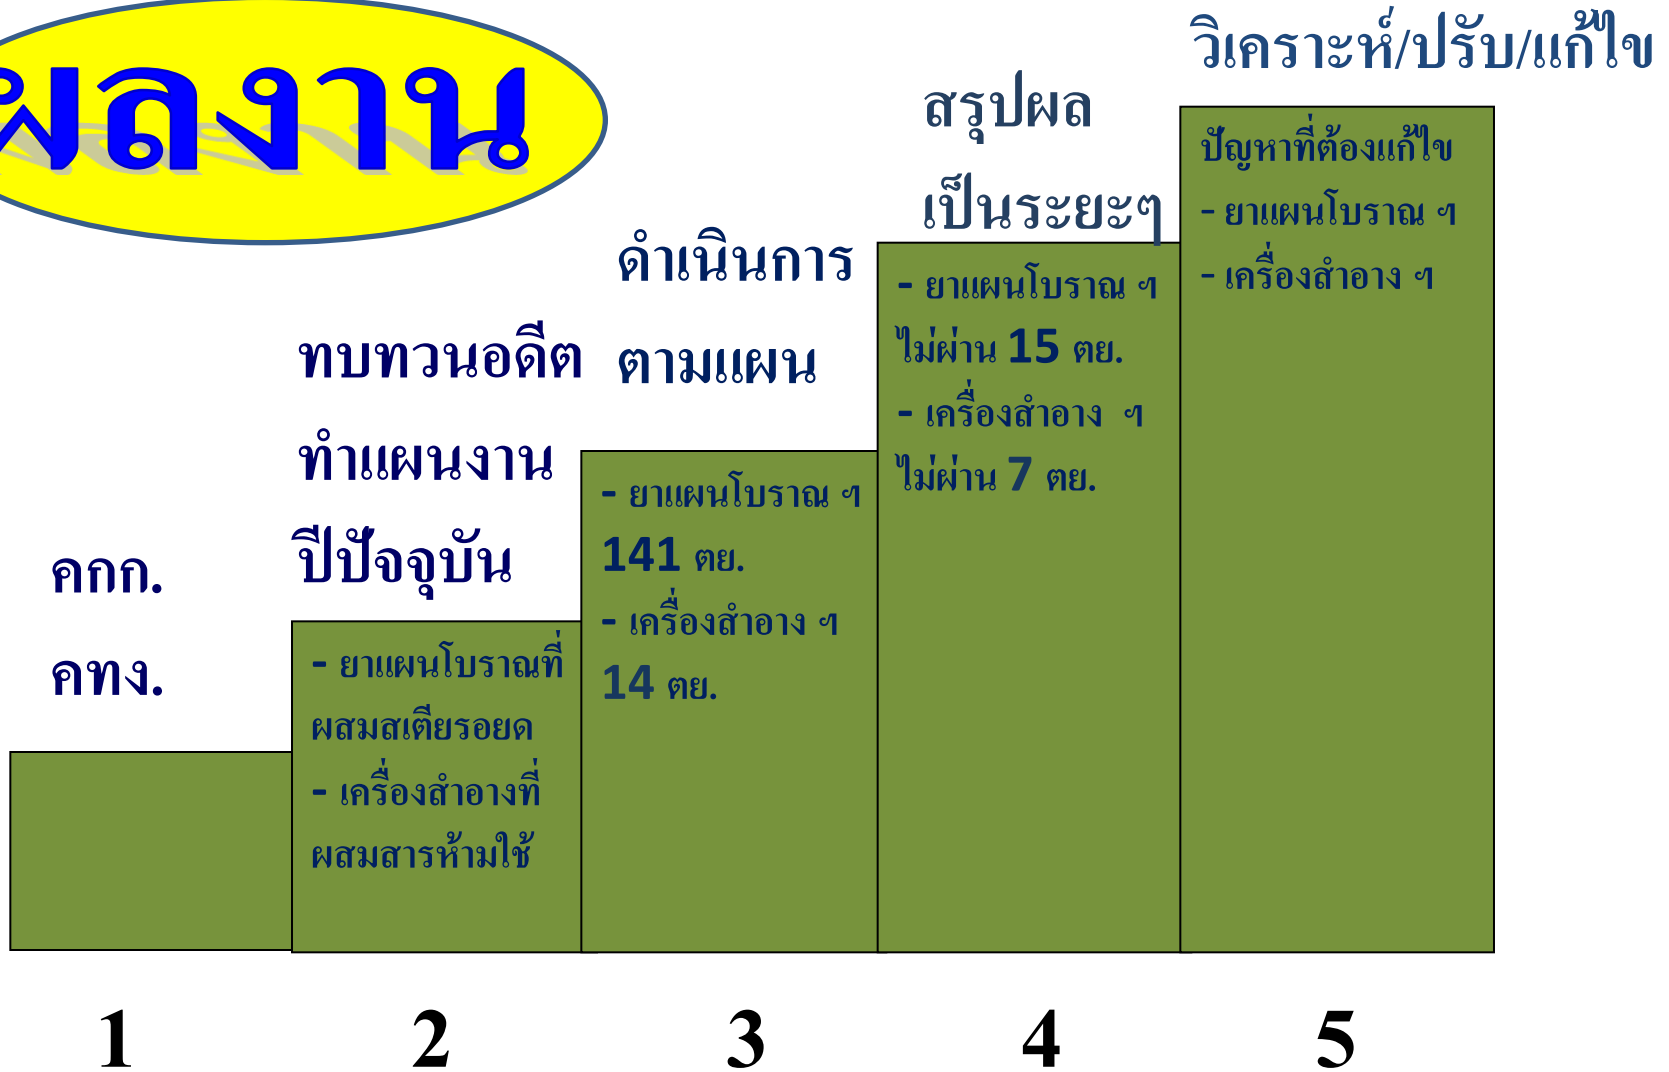 ผลงาน
คกก.
คทง.
ทบทวนอดีต
ทำแผนงาน
ปีปัจจุบัน
- ยาแผนโบราณที่
ผสมสเตียรอยด
- เครื่องสำอางที่
ผสมสารห้ามใช้
ดำเนินการ
ตามแผน
- ยาแผนโบราณ ฯ
141 ตย.
- เครื่องสำอาง ฯ
14 ตย.
สรุปผล
เป็นระยะๆ
- ยาแผนโบราณ ฯ
ไม่ผ่าน 15 ตย.
- เครื่องสำอาง ฯ
ไม่ผ่าน 7 ตย.
วิเคราะห์/ปรับ/แก้ไข
ปัญหาที่ต้องแก้ไข
- ยาแผนโบราณ ฯ
- เครื่องสำอาง ฯ
1 2 3 4 5